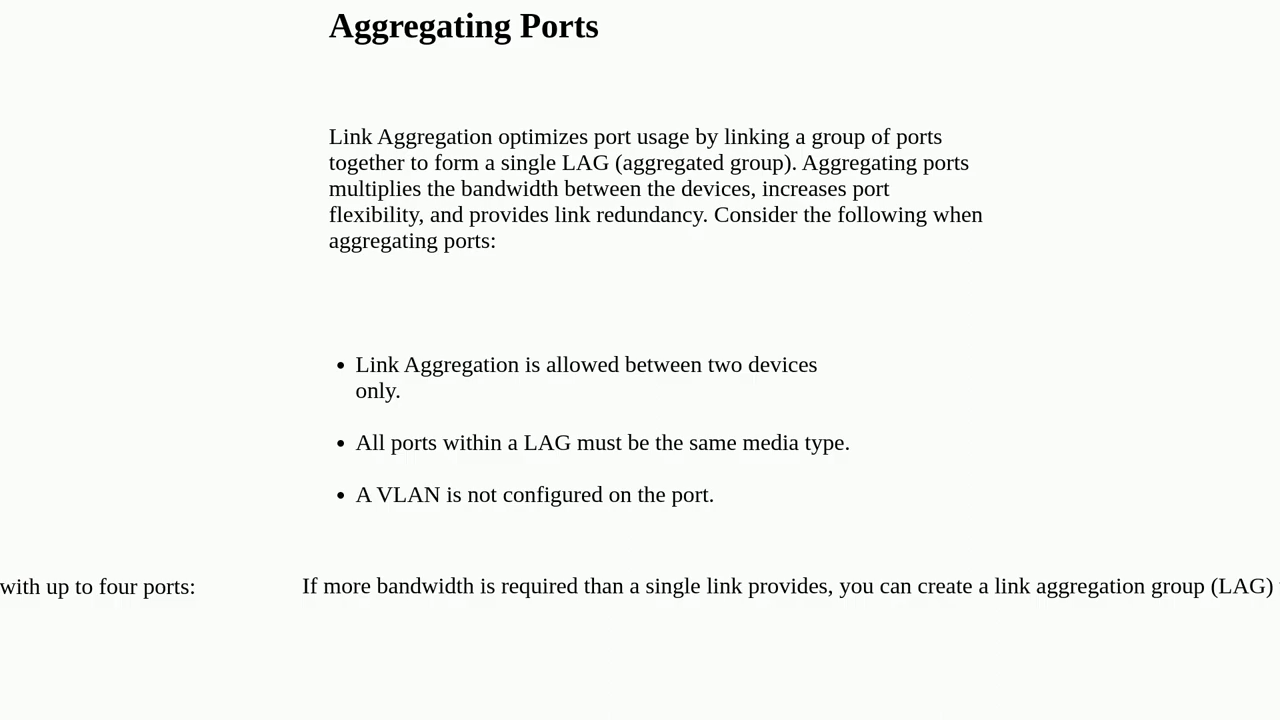 Aggregating Ports
Link Aggregation optimizes port usage by linking a group of ports
together to form a single LAG (aggregated group). Aggregating ports
multiplies the bandwidth between the devices, increases port
flexibility, and provides link redundancy. Consider the following when
aggregating ports:
• Link Aggregation is allowed between two devices
only.
• All ports within a LAG must be the same media type.
• A VLAN is not configured on the port.
with up to four ports:
If more bandwidth is required than a single link provides, you can create a link aggregation group (LAG)